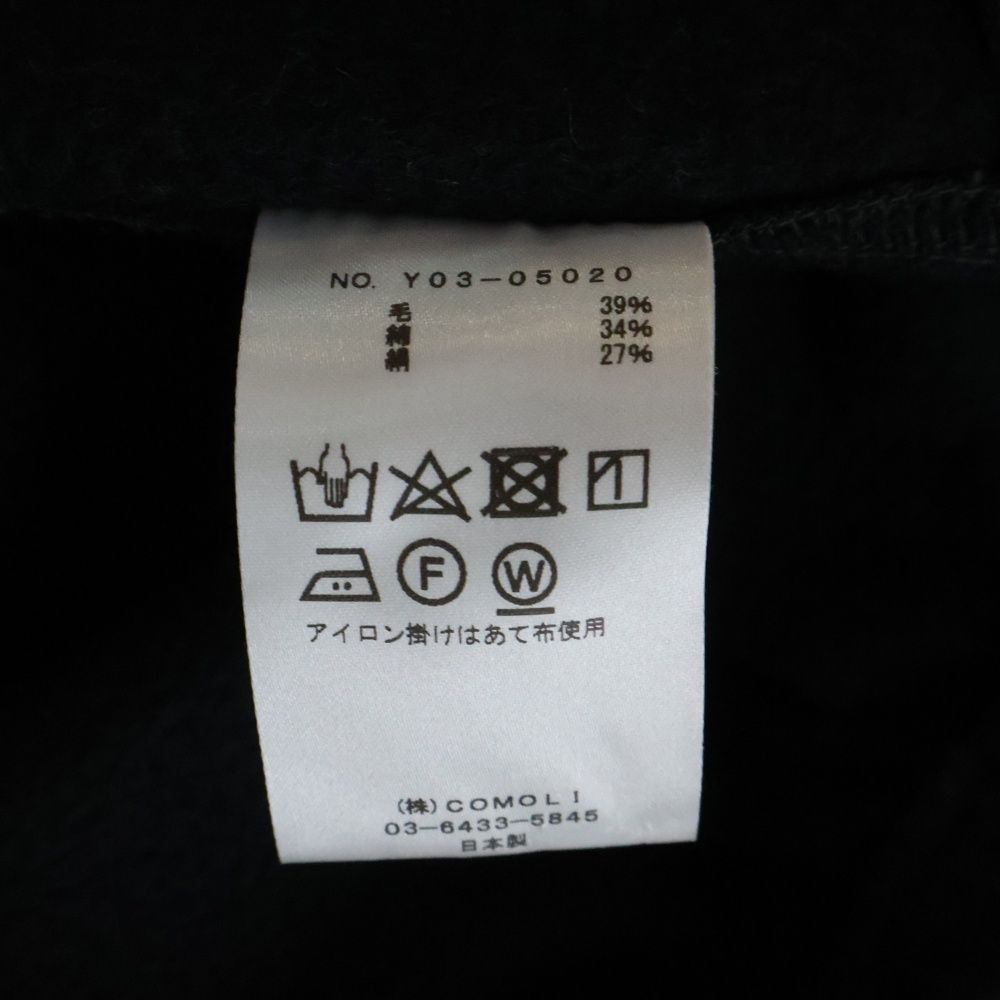 NO. Y03-05020
毛 39%
綿 34%
絹 27%
F W
アイロン掛けはあて布使用
(株)COMOLI
03-6433-5845
日本製